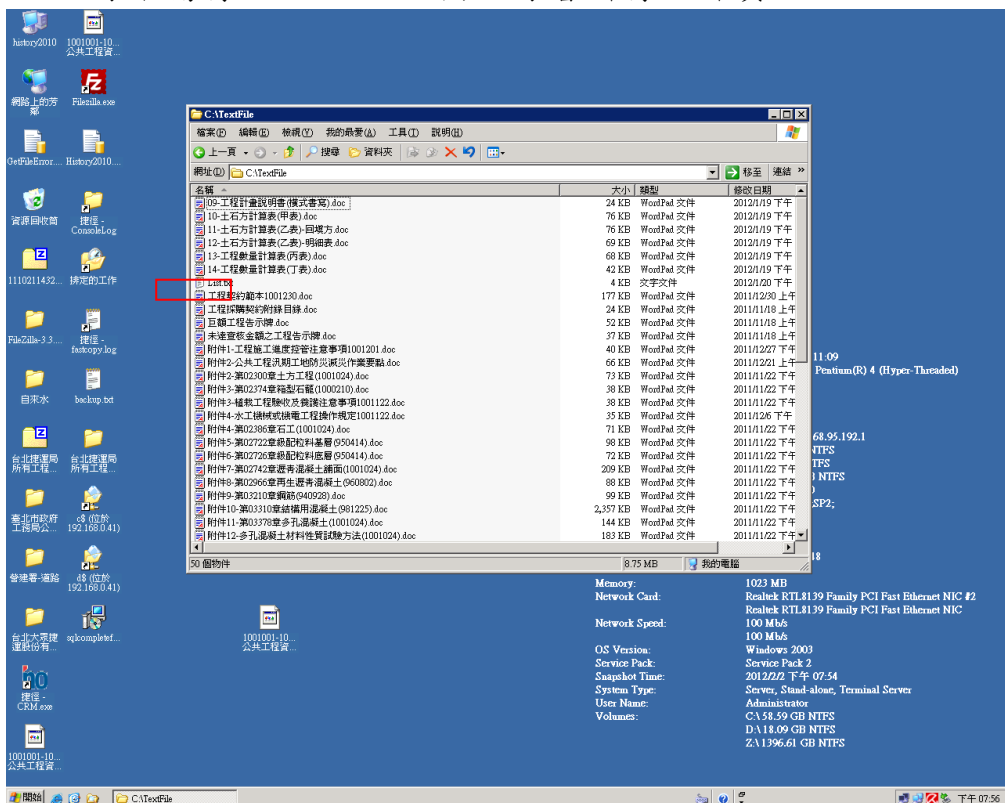 history2010
1001001-10...
公共工程資...
網路上的芳
鄰
Filezilla.exe
GetFileError...
History2010....
資源回收筒
捷徑 -
ConsoleLog
1110211432...
排定的工作
FileZilla-3.3...
捷徑 -
fastcopy.log
自來水
backup.txt
台北捷運局
所有工程...
台北捷運局
所有工程...
臺北市政府
工務局公...
c$ (位於
192.168.0.41)
營建署-道路
d$ (位於
192.168.0.41)
台北大眾捷
運股份有...
sqlcompletef...
捷徑 -
CRM.exe
1001001-10...
公共工程資...
1001001-10...
公共工程資...
C:\TextFile
檔案(F) 編輯(E) 檢視(V) 我的最愛(A) 工具(T) 說明(H)
上一頁 搜尋 資料夾
網址(D) C:\TextFile 移至 連結 »
名稱 大小 類型 修改日期
09-工程計畫說明書(橫式書寫).doc 24 KB WordPad 文件 2012/1/19 下午
10-土石方計算表(甲表).doc 76 KB WordPad 文件 2012/1/19 下午
11-土石方計算表(乙表)-回填方.doc 76 KB WordPad 文件 2012/1/19 下午
12-土石方計算表(乙表)-明細表.doc 69 KB WordPad 文件 2012/1/19 下午
13-工程數量計算表(丙表).doc 68 KB WordPad 文件 2012/1/19 下午
14-工程數量計算表(丁表).doc 42 KB WordPad 文件 2012/1/19 下午
List.txt 4 KB 文字文件 2012/1/20 下午
工程契約範本1001230.doc 177 KB WordPad 文件 2011/12/30 上午
工程採購契約附錄目錄.doc 24 KB WordPad 文件 2011/11/18 上午
巨額工程告示牌.doc 52 KB WordPad 文件 2011/11/18 上午
未達查核金額之工程告示牌.doc 37 KB WordPad 文件 2011/11/18 上午
附件1-工程施工進度控管注意事項1001201.doc 40 KB WordPad 文件 2011/12/27 下午
附件2-公共工程汛期工地防災減災作業要點.doc 66 KB WordPad 文件 2011/12/21 上午
附件2-第02300章土方工程(1001024).doc 73 KB WordPad 文件 2011/11/22 下午
附件3-第02374章箱型石籠(1000210).doc 38 KB WordPad 文件 2011/11/22 下午
附件3-植栽工程驗收及養護注意事項1001122.doc 38 KB WordPad 文件 2011/11/22 下午
附件4-水工機械或機電工程操作規定1001122.doc 35 KB WordPad 文件 2011/12/6 下午
附件4-第02386章石工(1001024).doc 71 KB WordPad 文件 2011/11/22 下午
附件5-第02722章級配粒料基層(950414).doc 98 KB WordPad 文件 2011/11/22 下午
附件6-第02726章級配粒料底層(950414).doc 72 KB WordPad 文件 2011/11/22 下午
附件7-第02742章瀝青混凝土鋪面(1001024).doc 209 KB WordPad 文件 2011/11/22 下午
附件8-第02966章再生瀝青混凝土(960802).doc 88 KB WordPad 文件 2011/11/22 下午
附件9-第03210章鋼筋(940928).doc 99 KB WordPad 文件 2011/11/22 下午
附件10-第03310章結構用混凝土(981225).doc 2,357 KB WordPad 文件 2011/11/22 下午
附件11-第03378章多孔混凝土(1001024).doc 144 KB WordPad 文件 2011/11/22 下午
附件12-多孔混凝土材料性質試驗方法(1001024).doc 183 KB WordPad 文件 2011/11/22 下午
50 個物件 8.75 MB 我的電腦
11:09
Pentium(R) 4 (Hyper-Threaded)
68.95.192.1
NTFS
TFS
NTFS
SP2;
18
Memory: 1023 MB
Network Card: Realtek RTL8139 Family PCI Fast Ethernet NIC #2
Realtek RTL8139 Family PCI Fast Ethernet NIC
Network Speed: 100 Mb/s
100 Mb/s
OS Version: Windows 2003
Service Pack: Service Pack 2
Snapshot Time: 2012/2/2 下午 07:54
System Type: Server, Stand-alone, Terminal Server
User Name: Administrator
Volumes: C:\ 58.59 GB NTFS
D:\ 18.09 GB NTFS
Z:\ 1396.61 GB NTFS
開始 C:\TextFile 下午 07:56